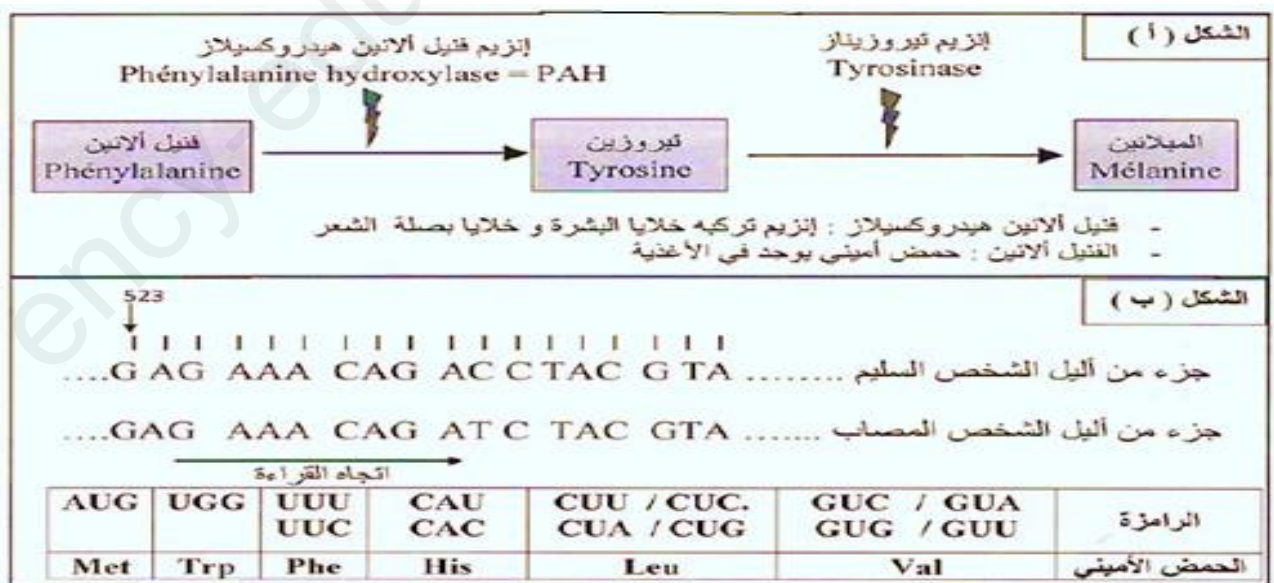 الشكل ( أ )
إنزيم فنيل ألانين هيدروكسيلاز
Phénylalanine hydroxylase = PAH
إنزيم تيروزيناز
Tyrosinase
فنيل ألانين
Phénylalanine
تيروزين
Tyrosine
الميلانين
Mélanine
- فنيل ألانين هيدروكسيلاز : إنزيم تركبه خلايا البشرة و خلايا بصلة الشعر
- الفنيل ألانين : حمض أميني يوجد في الأغذية
الشكل ( ب )
523
....G AG AAA CAG AC C TAC G TA ........ جزء من أليل الشخص السليم
....GAG AAA CAG AT C TAC GTA ....... جزء من أليل الشخص المصاب
اتجاه القراءة
AUG UGG UUU CAU CUU / CUC. GUC / GUA الرامزة
UUC CAC CUA / CUG GUG / GUU
Met Trp Phe His Leu Val الحمض الأميني
ency-edu